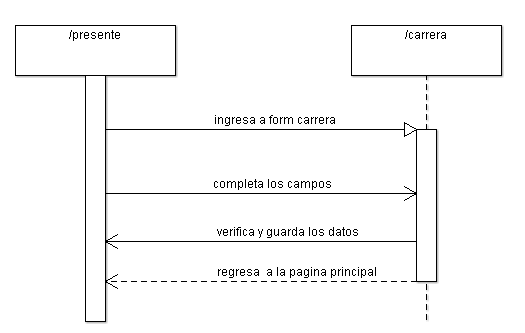 /presente
/carrera
ingresa a form carrera
completa los campos
verifica y guarda los datos
regresa a la pagina principal